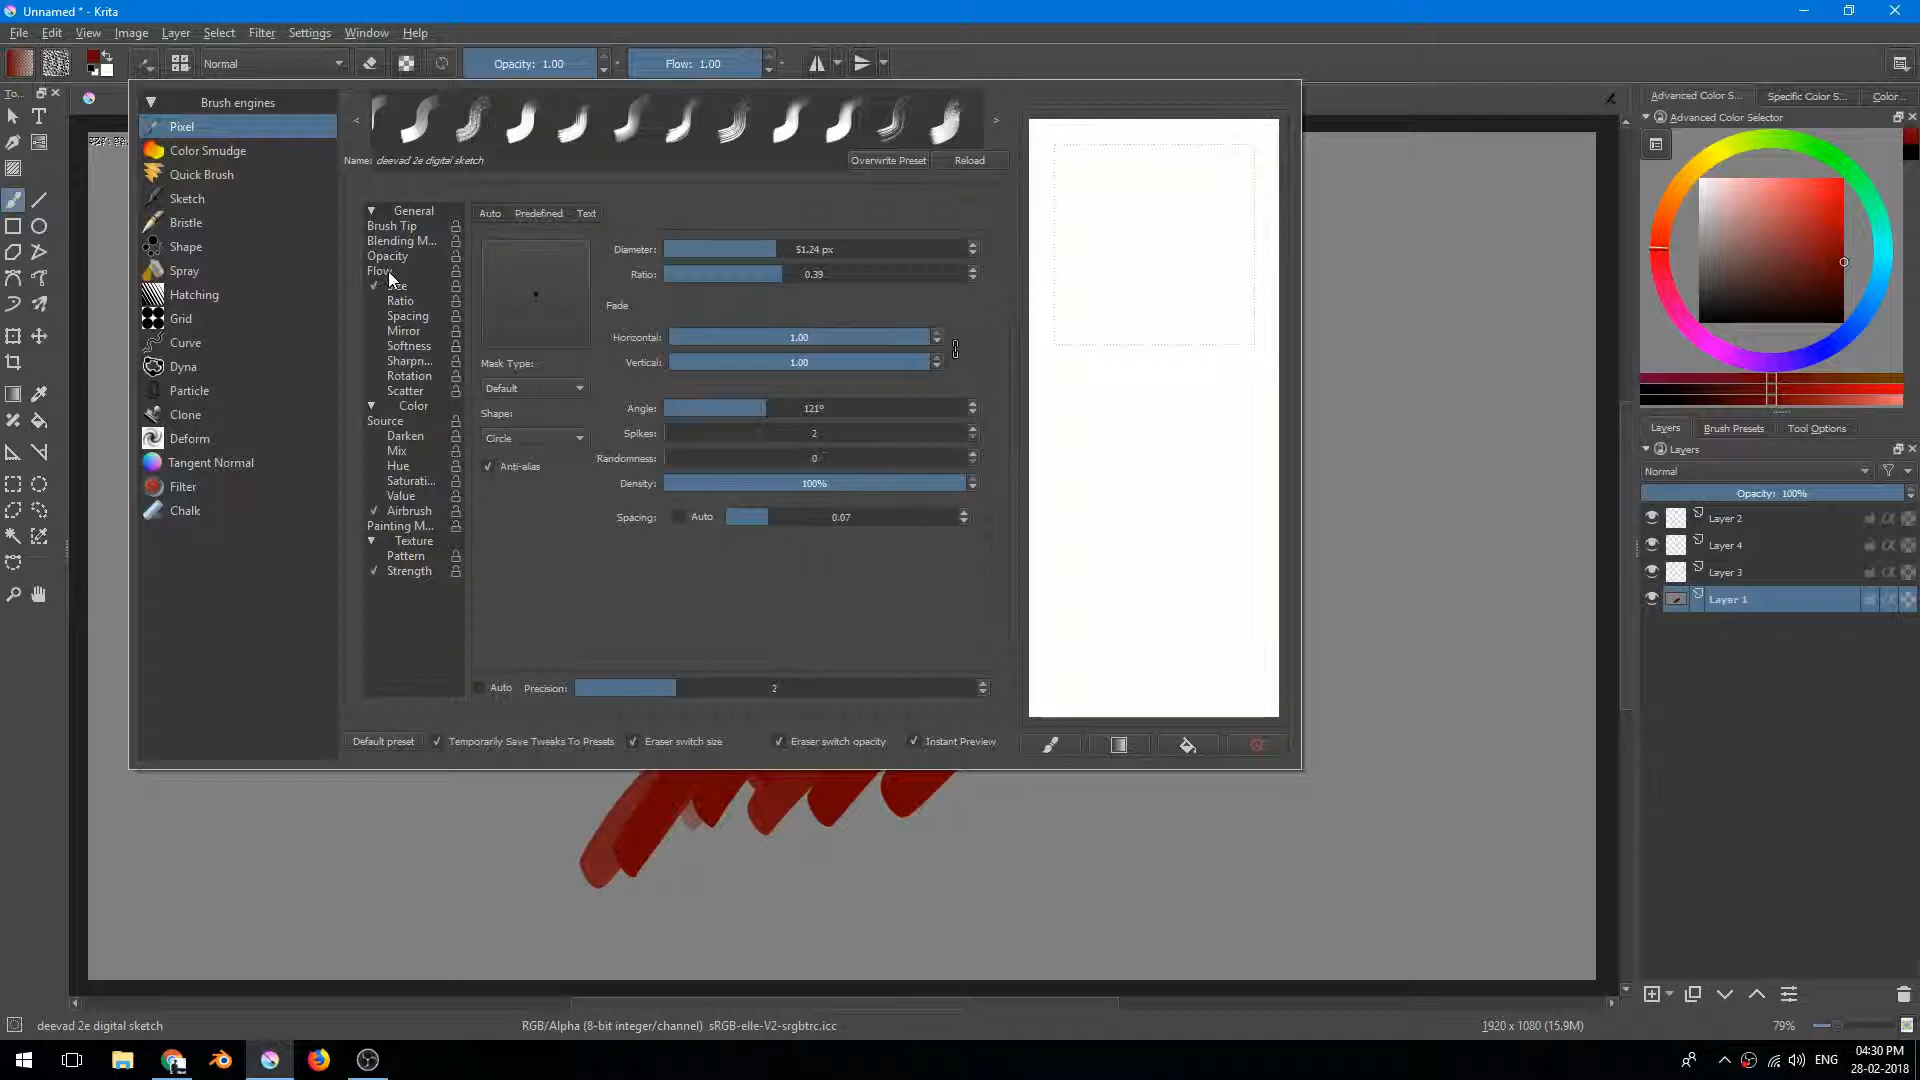 Unnamed * - Krita
File Edit View Image Layer Select Filter Settings Window Help
Normal Opacity: 1.00 Flow: 1.00
To...
Brush engines
Pixel
Color Smudge
Quick Brush
Sketch
Bristle
Shape
Spray
Hatching
Grid
Curve
Dyna
Particle
Clone
Deform
Tangent Normal
Filter
Chalk
Name: deevad 2e digital sketch
Overwrite Preset Reload
General
Brush Tip
Blending M...
Opacity
Flow
Size
Ratio
Spacing
Mirror
Softness
Sharpn...
Rotation
Scatter
Color
Source
Darken
Mix
Hue
Saturati...
Value
Airbrush
Painting M...
Texture
Pattern
Strength
Auto Predefined Text
Diameter: 51.24 px
Ratio: 0.39
Fade
Horizontal: 1.00
Vertical: 1.00
Mask Type:
Default
Shape:
Circle
Anti-alias
Angle: 121º
Spikes: 2
Randomness: 0
Density: 100%
Spacing: Auto 0.07
Auto Precision: 2
Default preset Temporarily Save Tweaks To Presets Eraser switch size Eraser switch opacity Instant Preview
Advanced Color S... Specific Color S... Color...
Advanced Color Selector
Layers Brush Presets Tool Options
Layers
Normal
Opacity: 100%
Layer 2
Layer 4
Layer 3
Layer 1
deevad 2e digital sketch RGB/Alpha (8-bit integer/channel) sRGB-elle-V2-srgbtrc.icc 1920 x 1080 (15.9M) 79%
ENG 04:30 PM
28-02-2018